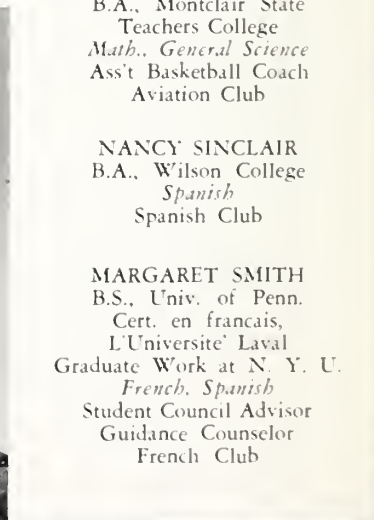 B.A., Montclair State
Teachers College
Math., General Science
Ass't Basketball Coach
Aviation Club
NANCY SINCLAIR
B.A., Wilson College
Spanish
Spanish Club
MARGARET SMITH
B.S., Univ. of Penn.
Cert. en francais,
L'Universite' Laval
Graduate Work at N. Y. U.
French, Spanish
Student Council Advisor
Guidance Counselor
French Club